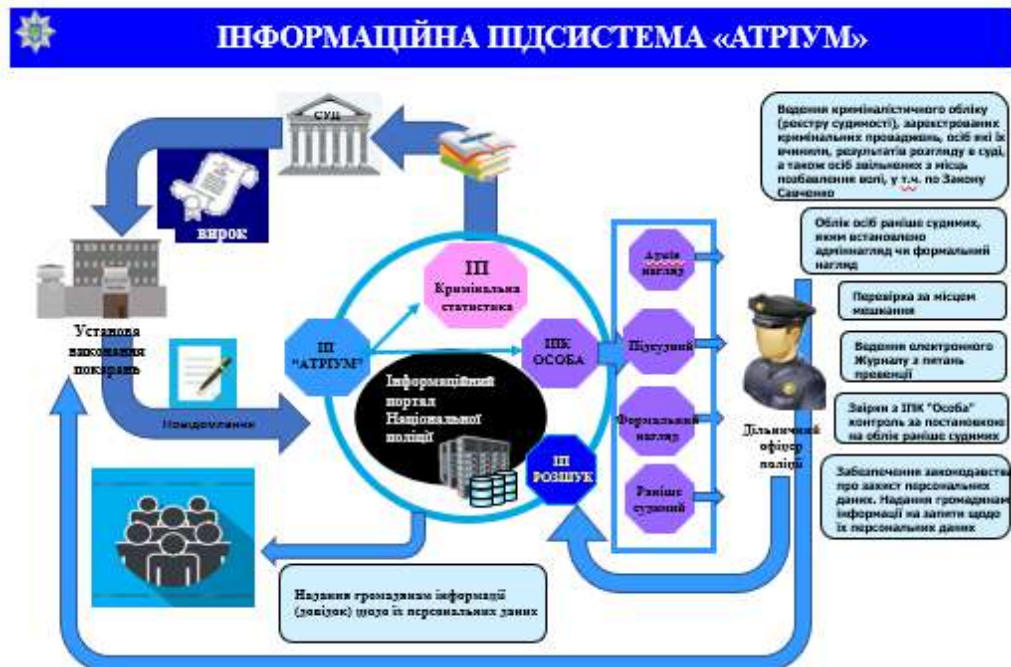 ІНФОРМАЦІЙНА ПІДСИСТЕМА «АТРІУМ»
СУД
вирок
Установа
виконання
покарань
Повідомлення
ІП
Кримінальна
статистика
ІП
"АТРІУМ"
ІПК
ОСОБА
Інформаційний
портал
Національної
поліції
ІП
РОЗШУК
Адмін
нагляд
Підсудний
Формальний
нагляд
Раніше
судимий
Дільничний
офіцер
поліції
Ведення криміналістичного обліку
(реєстру судимості), зареєстрованих
кримінальних проваджень, осіб які їх
вчинили, результатів розгляду в суді,
а також осіб звільнених з місць
позбавлення волі, у т.ч. по Закону
Савченко
Облік осіб раніше судимих,
яким встановлено
адміннагляд чи формальний
нагляд
Перевірка за місцем
мешкання
Ведення електронного
Журналу з питань
превенції
Звірки з ІПК "Особа"
контроль за постановкою
на облік раніше судимих
Забезпечення законодавства
про захист персональних
даних. Надання громадянам
інформації на запити щодо
їх персональних даних
Надання громадянам інформації
(довідок) щодо їх персональних даних